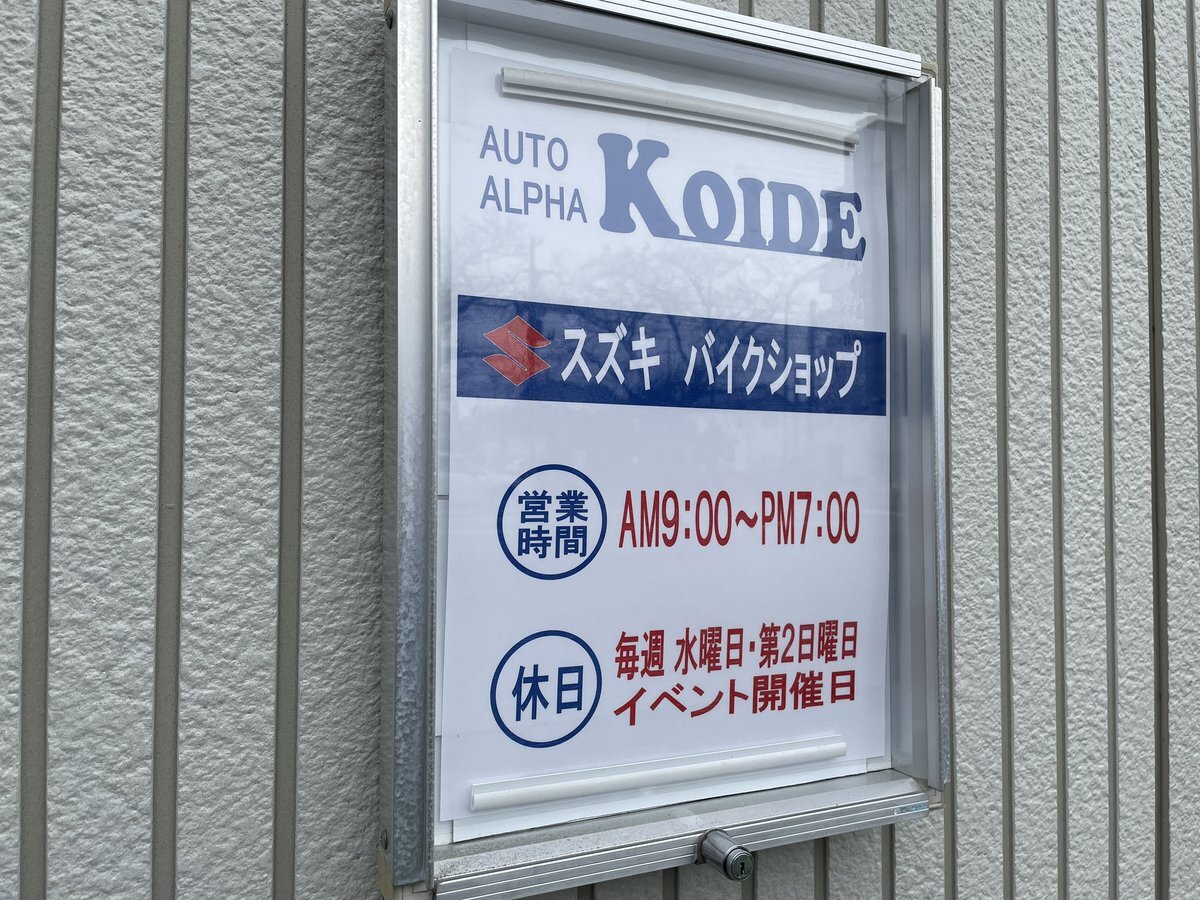 AUTO
ALPHA
KOIDE
スズキ バイクショップ
営業
時間
AM9:00～PM7:00
休日
毎週 水曜日・第2日曜日
イベント開催日